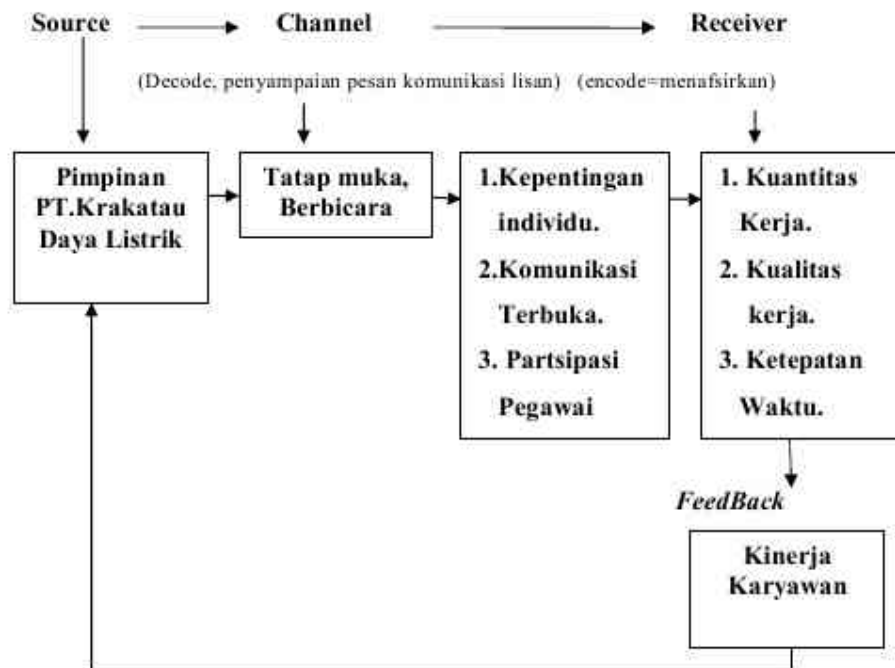 Source Channel Receiver
(Decode, penyampaian pesan komunikasi lisan) (encode=menafsirkan)
Pimpinan
PT.Krakatau
Daya Listrik
Tatap muka,
Berbicara
1.Kepentingan
individu.
2.Komunikasi
Terbuka.
3. Partsipasi
Pegawai
1. Kuantitas
Kerja.
2. Kualitas
kerja.
3. Ketepatan
Waktu.
FeedBack
Kinerja
Karyawan